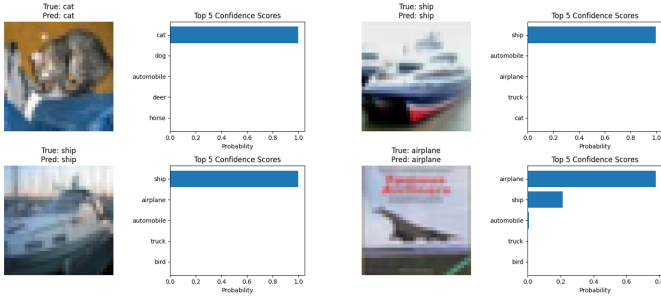 True: cat
Pred: cat
Top 5 Confidence Scores
cat
dog
automobile
deer
horse
0.0 0.2 0.4 0.6 0.8 1.0
Probability
True: ship
Pred: ship
Top 5 Confidence Scores
ship
automobile
airplane
truck
cat
0.0 0.2 0.4 0.6 0.8 1.0
Probability
True: ship
Pred: ship
Top 5 Confidence Scores
ship
airplane
automobile
truck
bird
0.0 0.2 0.4 0.6 0.8 1.0
Probability
True: airplane
Pred: airplane
Famous
Airliners
Top 5 Confidence Scores
airplane
ship
automobile
truck
bird
0.0 0.2 0.4 0.6 0.8
Probability